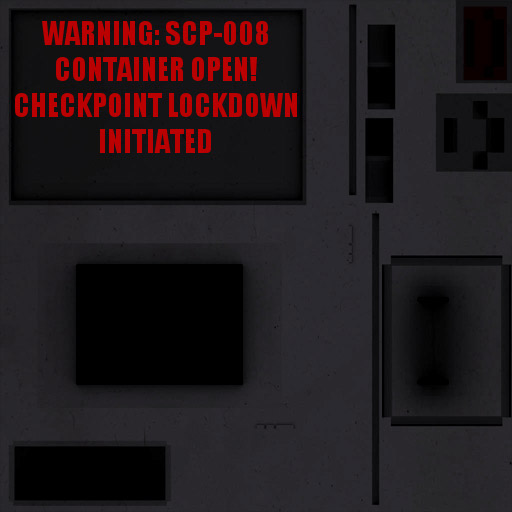 WARNING: SCP-008
CONTAINER OPEN!
CHECKPOINT LOCKDOWN
INITIATED